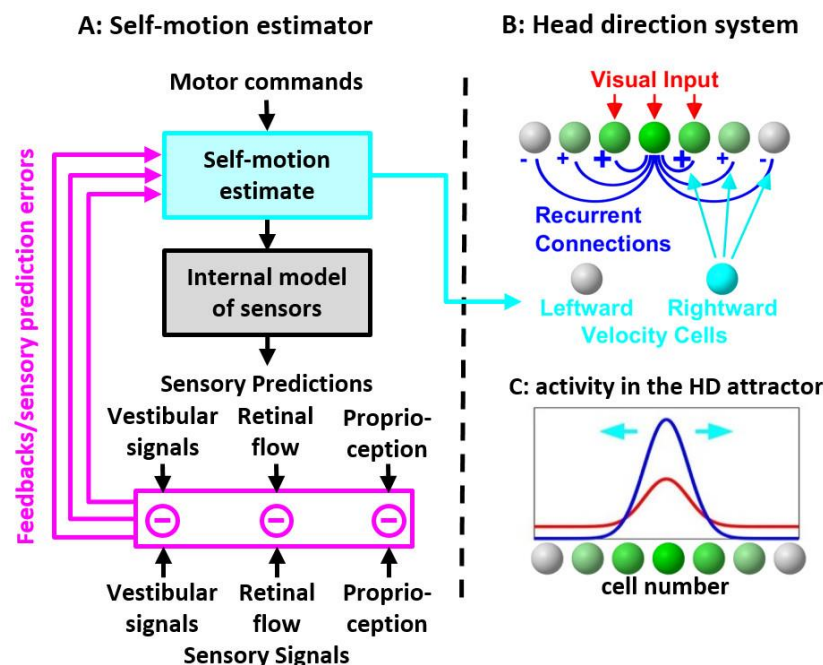 A: Self-motion estimator
Motor commands
Self-motion
estimate
Internal model
of sensors
Sensory Predictions
Vestibular
signals
Retinal
flow
Proprio-
ception
− − −
Vestibular
signals
Retinal
flow
Proprio-
ception
Sensory Signals
Feedbacks/sensory prediction errors
B: Head direction system
Visual Input
- + + + + -
Recurrent
Connections
Leftward Rightward
Velocity Cells
C: activity in the HD attractor
cell number